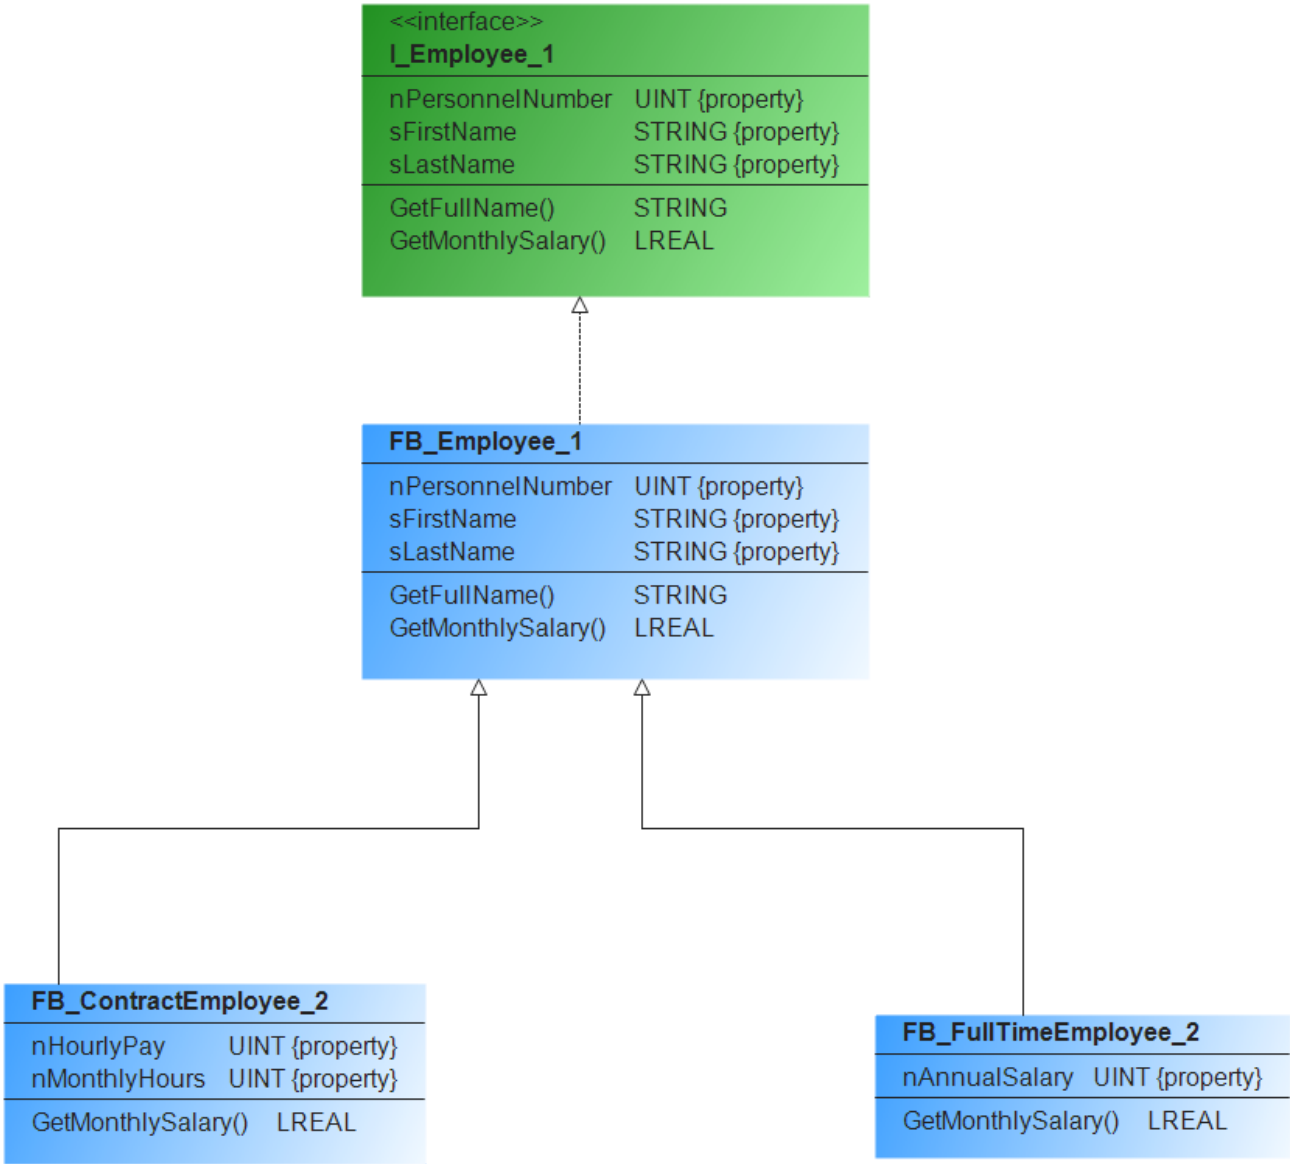 <<interface>>
I_Employee_1
nPersonnelNumber UINT {property}
sFirstName STRING {property}
sLastName STRING {property}
GetFullName() STRING
GetMonthlySalary() LREAL
FB_Employee_1
nPersonnelNumber UINT {property}
sFirstName STRING {property}
sLastName STRING {property}
GetFullName() STRING
GetMonthlySalary() LREAL
FB_ContractEmployee_2
nHourlyPay UINT {property}
nMonthlyHours UINT {property}
GetMonthlySalary() LREAL
FB_FullTimeEmployee_2
nAnnualSalary UINT {property}
GetMonthlySalary() LREAL